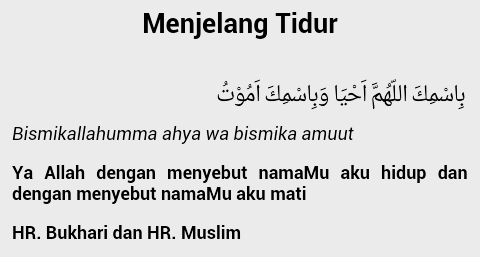 Menjelang Tidur
بِاسْمِكَ اللّٰهُمَّ اَحْيَا وَبِاسْمِكَ اَمُوْتُ
Bismikallahumma ahya wa bismika amuut
Ya Allah dengan menyebut namaMu aku hidup dan
dengan menyebut namaMu aku mati
HR. Bukhari dan HR. Muslim